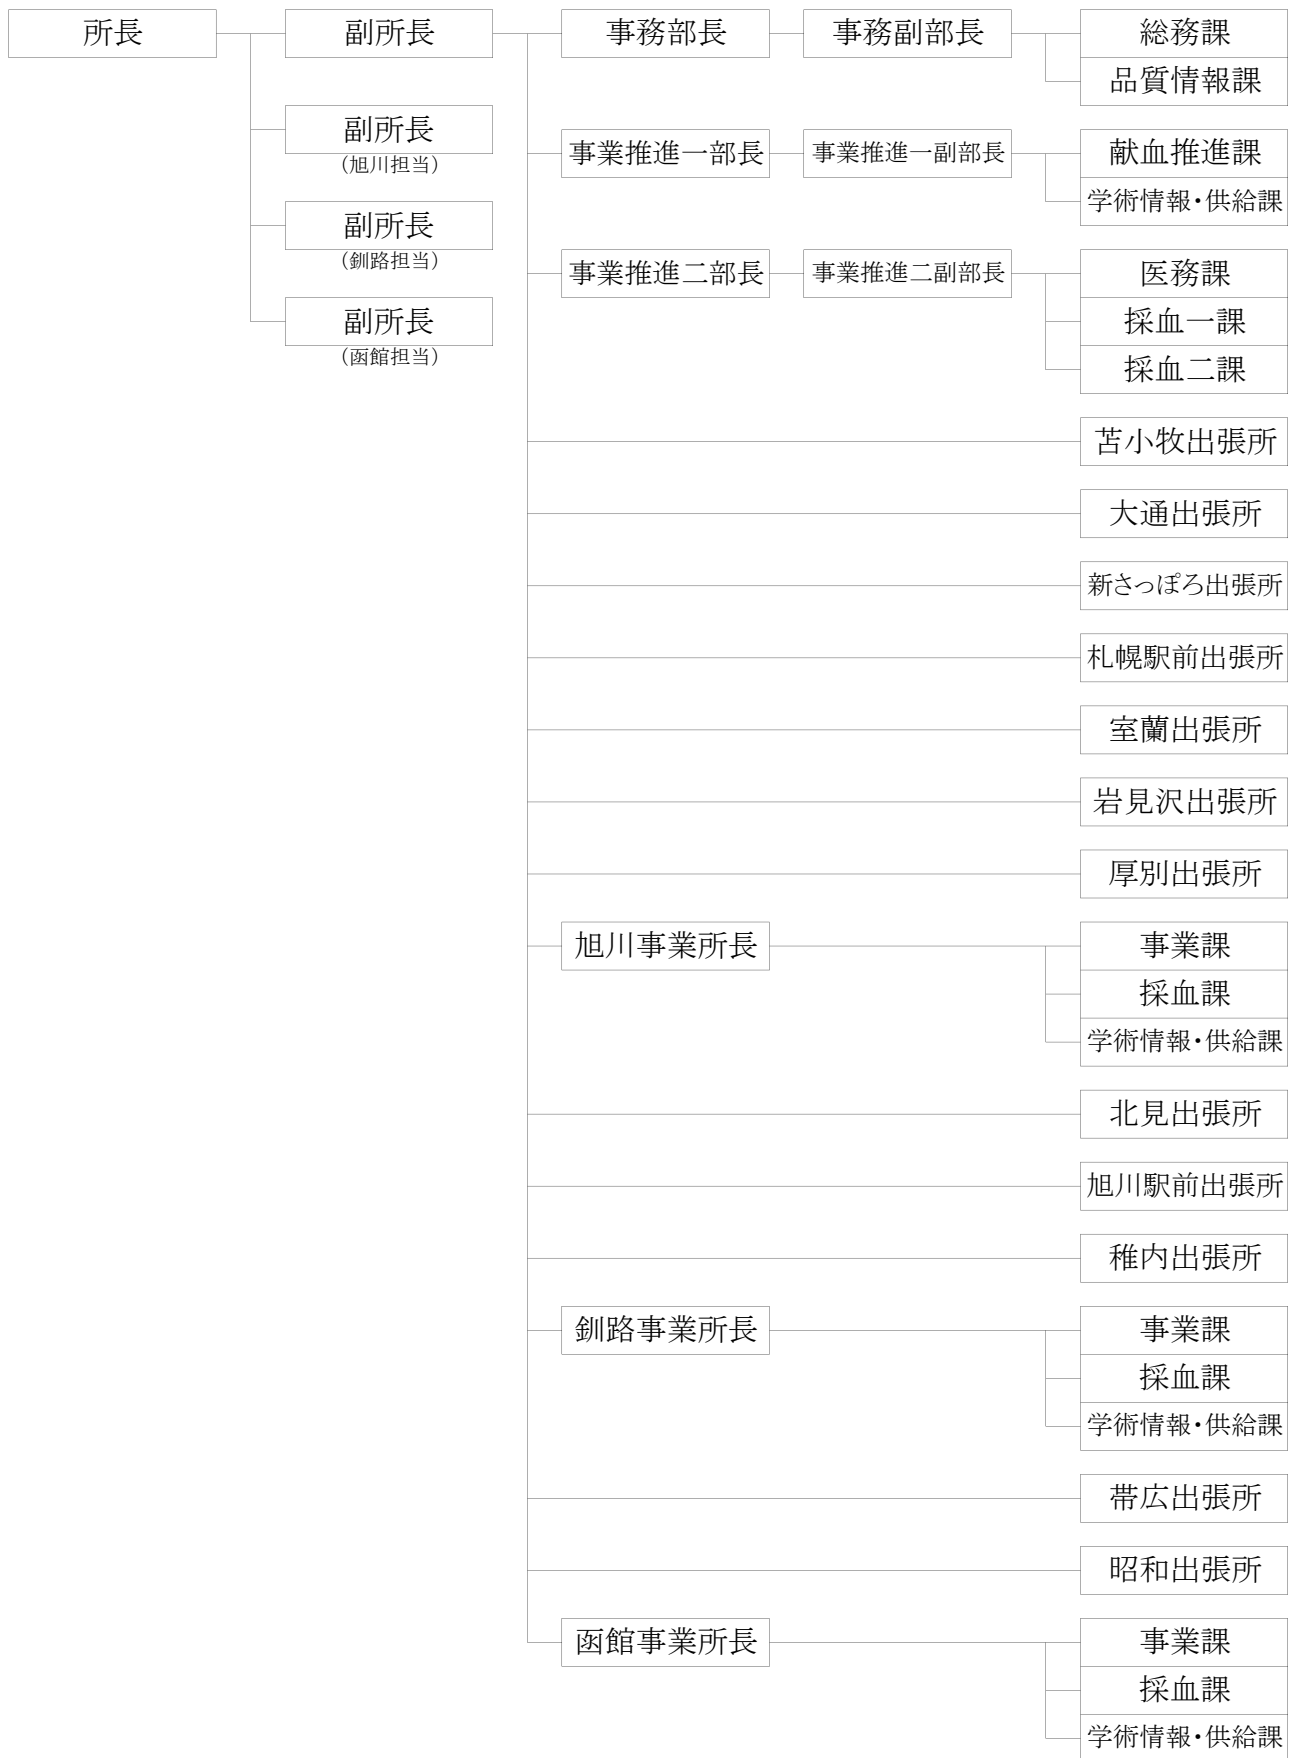 所長
副所長
事務部長
事務副部長
総務課
品質情報課
副所長
(旭川担当)
事業推進一部長
事業推進一副部長
献血推進課
学術情報・供給課
副所長
(釧路担当)
事業推進二部長
事業推進二副部長
医務課
採血一課
採血二課
副所長
(函館担当)
苫小牧出張所
大通出張所
新さっぽろ出張所
札幌駅前出張所
室蘭出張所
岩見沢出張所
厚別出張所
旭川事業所長
事業課
採血課
学術情報・供給課
北見出張所
旭川駅前出張所
稚内出張所
釧路事業所長
事業課
採血課
学術情報・供給課
帯広出張所
昭和出張所
函館事業所長
事業課
採血課
学術情報・供給課